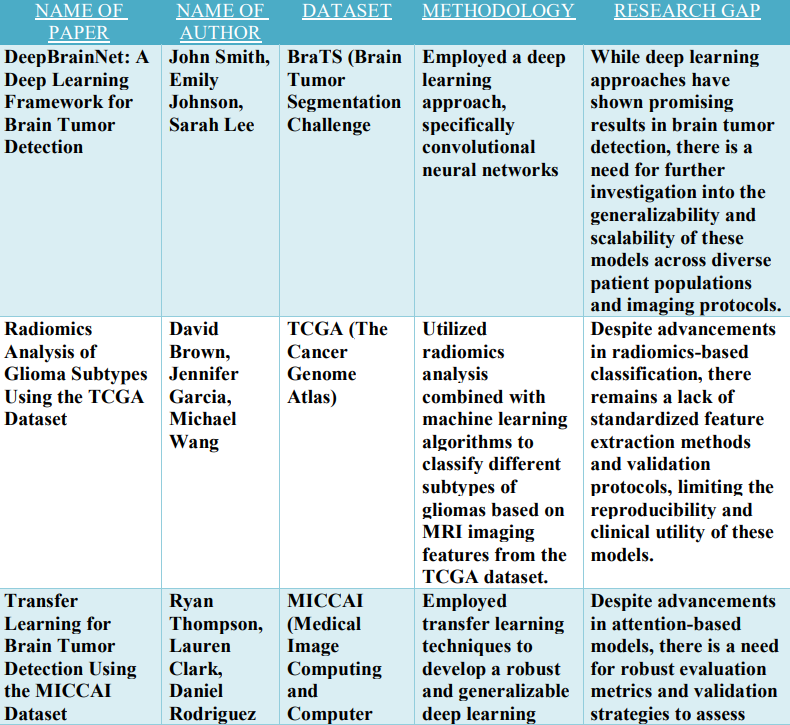 NAME OF PAPER
NAME OF AUTHOR
DATASET
METHODOLOGY
RESEARCH GAP
DeepBrainNet: A
Deep Learning
Framework for
Brain Tumor
Detection
John Smith,
Emily
Johnson,
Sarah Lee
BraTS (Brain
Tumor
Segmentation
Challenge
Employed a deep
learning
approach,
specifically
convolutional
neural networks
While deep learning
approaches have
shown promising
results in brain tumor
detection, there is a
need for further
investigation into the
generalizability and
scalability of these
models across diverse
patient populations
and imaging protocols.
Radiomics
Analysis of
Glioma Subtypes
Using the TCGA
Dataset
David
Brown,
Jennifer
Garcia,
Michael
Wang
TCGA (The
Cancer
Genome
Atlas)
Utilized
radiomics
analysis
combined with
machine learning
algorithms to
classify different
subtypes of
gliomas based on
MRI imaging
features from the
TCGA dataset.
Despite advancements
in radiomics-based
classification, there
remains a lack of
standardized feature
extraction methods
and validation
protocols, limiting the
reproducibility and
clinical utility of these
models.
Transfer
Learning for
Brain Tumor
Detection Using
the MICCAI
Dataset
Ryan
Thompson,
Lauren
Clark,
Daniel
Rodriguez
MICCAI
(Medical
Image
Computing
and
Computer
Employed
transfer learning
techniques to
develop a robust
and generalizable
deep learning
Despite advancements
in attention-based
models, there is a need
for robust evaluation
metrics and validation
strategies to assess